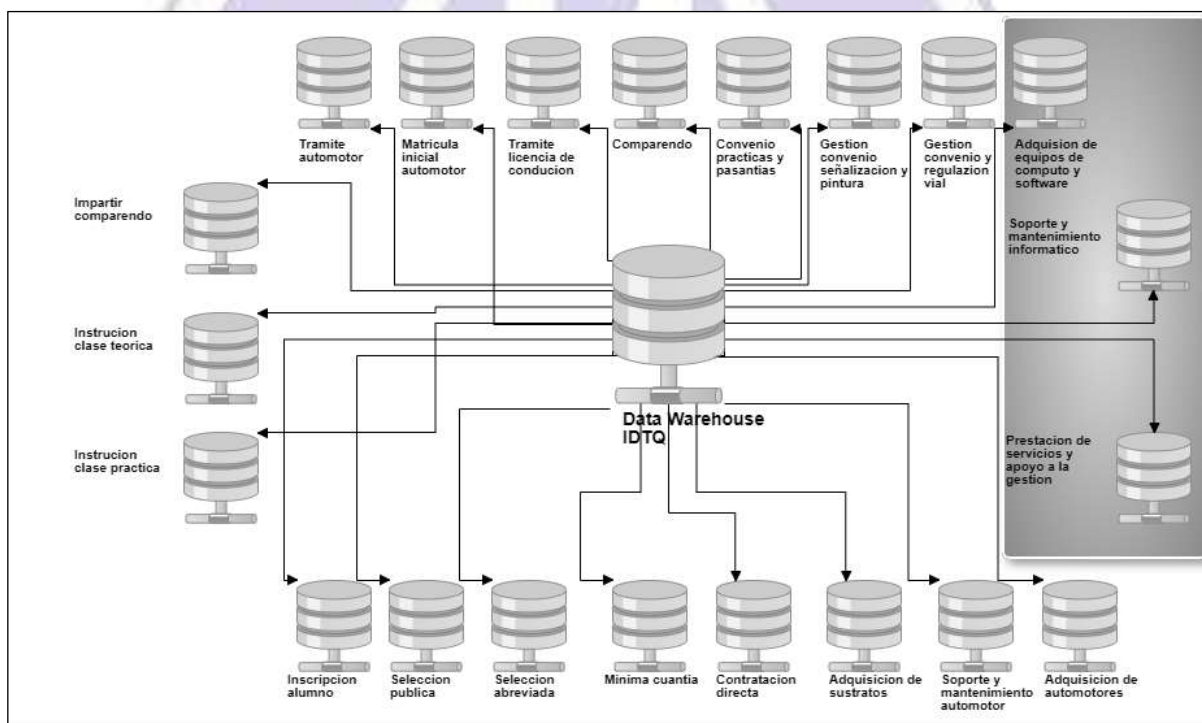 Tramite
automotor
Matricula
inicial
automotor
Tramite
licencia de
conducion
Comparendo
Convenio
practicas y
pasantias
Gestion
convenio
señalizacion y
pintura
Gestion
convenio y
regulazion
vial
Adquision de
equipos de
computo y
software
Impartir
comparendo
Soporte y
mantenimiento
informatico
Instrucion
clase teorica
Data Warehouse
IDTQ
Instrucion
clase practica
Prestacion de
servicios y
apoyo a la
gestion
Inscripcion
alumno
Seleccion
publica
Seleccion
abreviada
Minima cuantia
Contratacion
directa
Adquisicion de
sustratos
Soporte y
mantenimiento
automotor
Adquisicion de
automotores